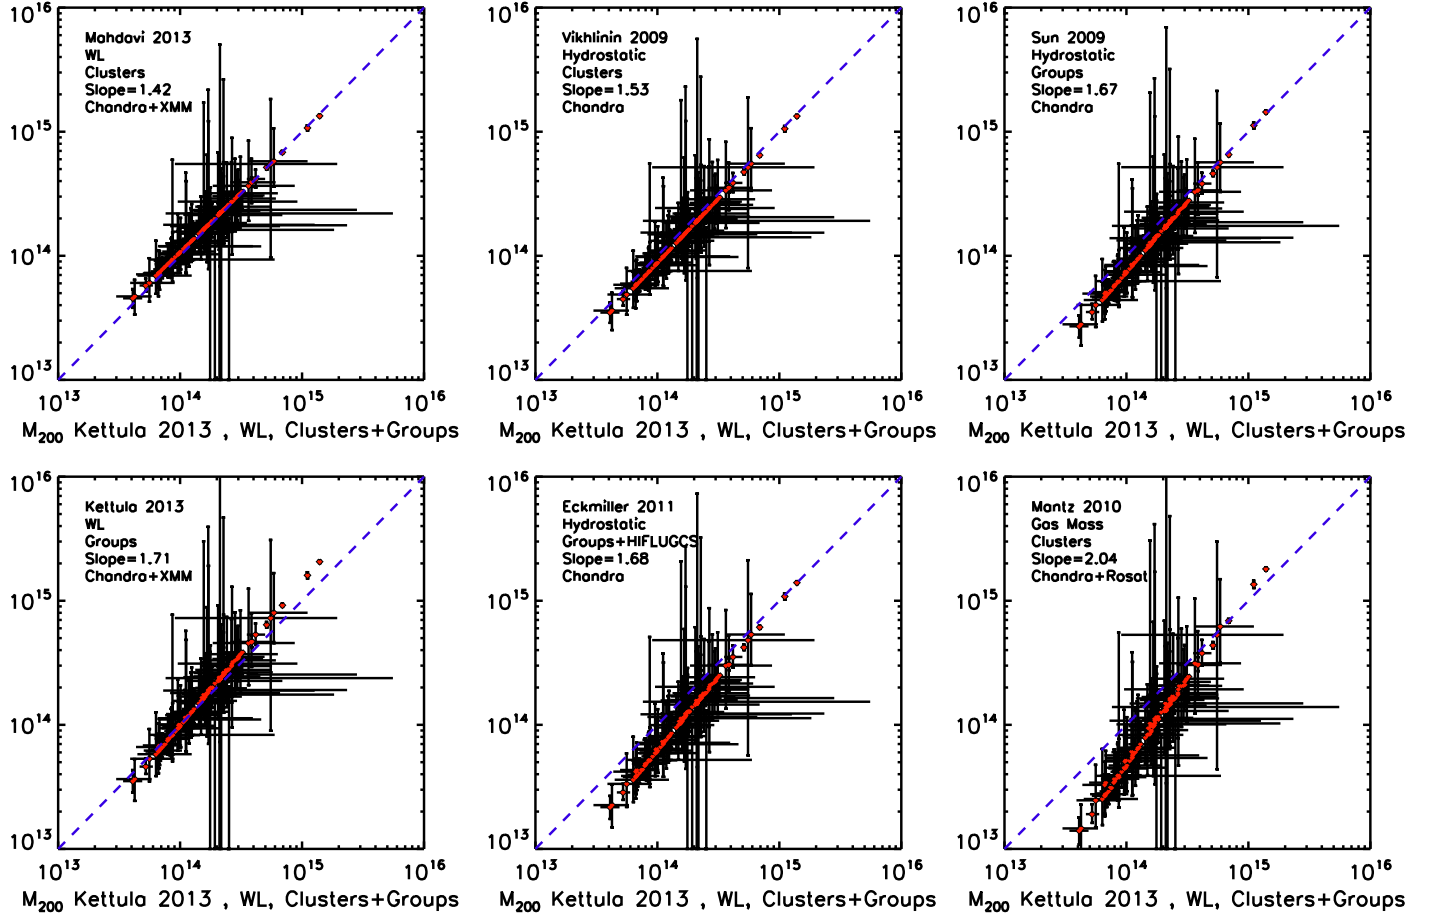 10^16
10^15
10^14
10^13
Mahdavi 2013
WL
Clusters
Slope=1.42
Chandra+XMM
10^13 10^14 10^15 10^16
M_200 Kettula 2013 , WL, Clusters+Groups
10^16
10^15
10^14
10^13
Vikhlinin 2009
Hydrostatic
Clusters
Slope=1.53
Chandra
10^13 10^14 10^15 10^16
M_200 Kettula 2013 , WL, Clusters+Groups
10^16
10^15
10^14
10^13
Sun 2009
Hydrostatic
Groups
Slope=1.67
Chandra
10^13 10^14 10^15 10^16
M_200 Kettula 2013 , WL, Clusters+Groups
10^16
10^15
10^14
10^13
Kettula 2013
WL
Groups
Slope=1.71
Chandra+XMM
10^13 10^14 10^15 10^16
M_200 Kettula 2013 , WL, Clusters+Groups
10^16
10^15
10^14
10^13
Eckmiller 2011
Hydrostatic
Groups+HIFLUGCS
Slope=1.68
Chandra
10^13 10^14 10^15 10^16
M_200 Kettula 2013 , WL, Clusters+Groups
10^16
10^15
10^14
10^13
Mantz 2010
Gas Mass
Clusters
Slope=2.04
Chandra+Rosat
10^13 10^14 10^15 10^16
M_200 Kettula 2013 , WL, Clusters+Groups